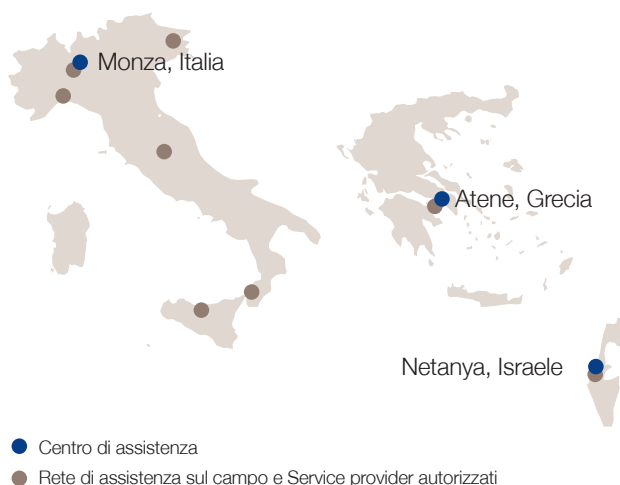 Monza, Italia
Atene, Grecia
Netanya, Israele
Centro di assistenza
Rete di assistenza sul campo e Service provider autorizzati